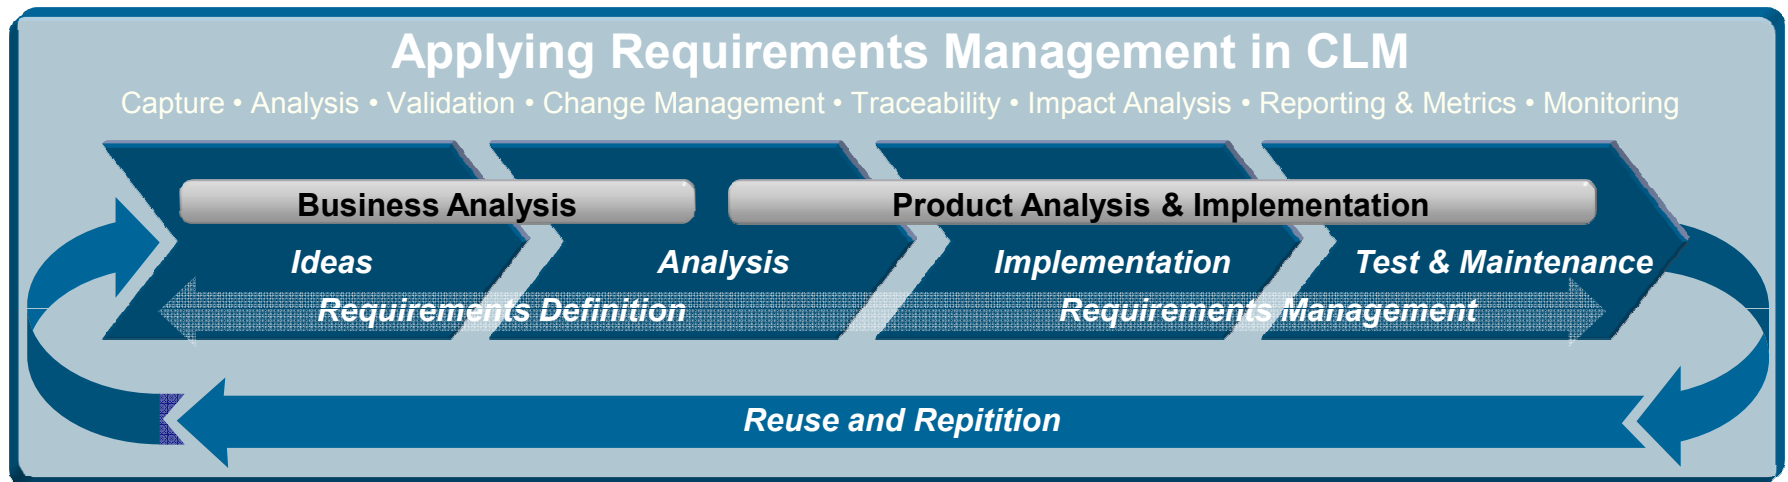 Applying Requirements Management in CLM
Capture • Analysis • Validation • Change Management • Traceability • Impact Analysis • Reporting & Metrics • Monitoring
Business Analysis
Product Analysis & Implementation
Ideas
Analysis
Implementation
Test & Maintenance
Requirements Definition
Requirements Management
Reuse and Repitition